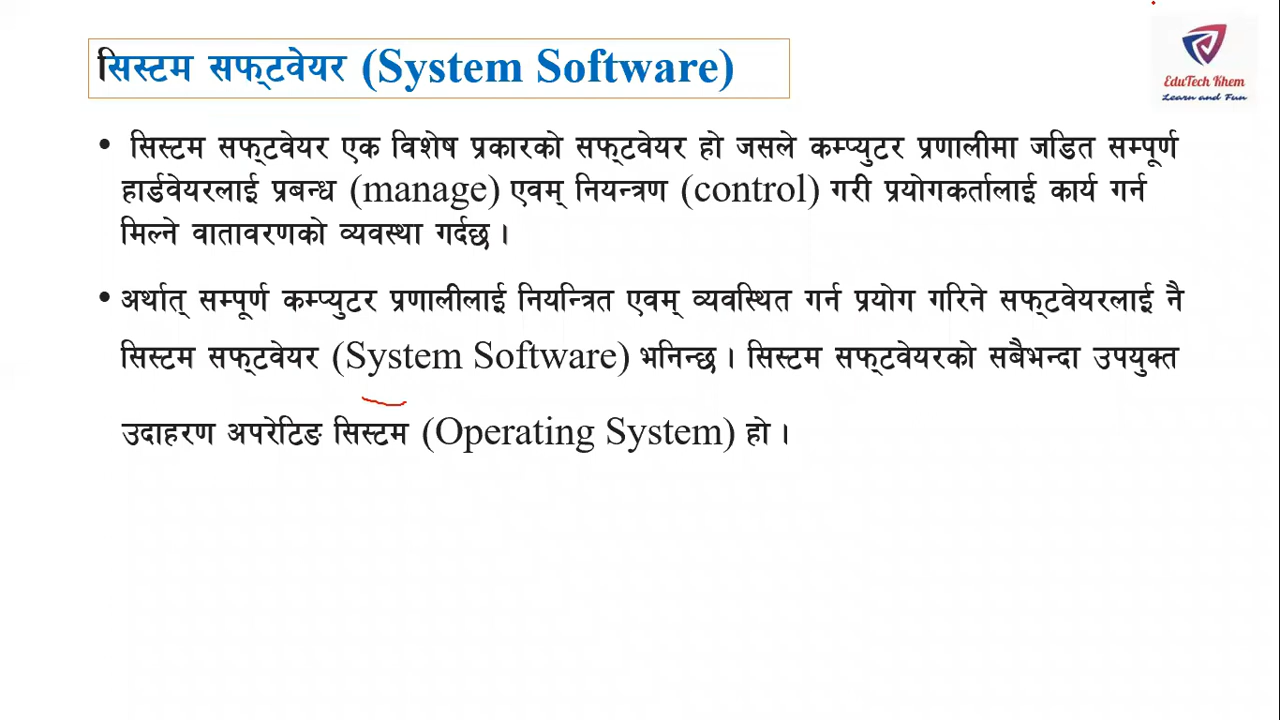 सिस्टम सफ्टवेयर (System Software)
EduTech Khem
Learn and Fun
• सिस्टम सफ्टवेयर एक विशेष प्रकारको सफ्टवेयर हो जसले कम्प्युटर प्रणालीमा जडित सम्पूर्ण
हार्डवेयरलाई प्रबन्ध (manage) एवम् नियन्त्रण (control) गरी प्रयोगकर्तालाई कार्य गर्न
मिल्ने वातावरणको व्यवस्था गर्दछ ।
• अर्थात् सम्पूर्ण कम्प्युटर प्रणालीलाई नियन्त्रित एवम् व्यवस्थित गर्न प्रयोग गरिने सफ्टवेयरलाई नै
सिस्टम सफ्टवेयर (System Software) भनिन्छ । सिस्टम सफ्टवेयरको सबैभन्दा उपयुक्त
उदाहरण अपरेटिङ सिस्टम (Operating System) हो ।